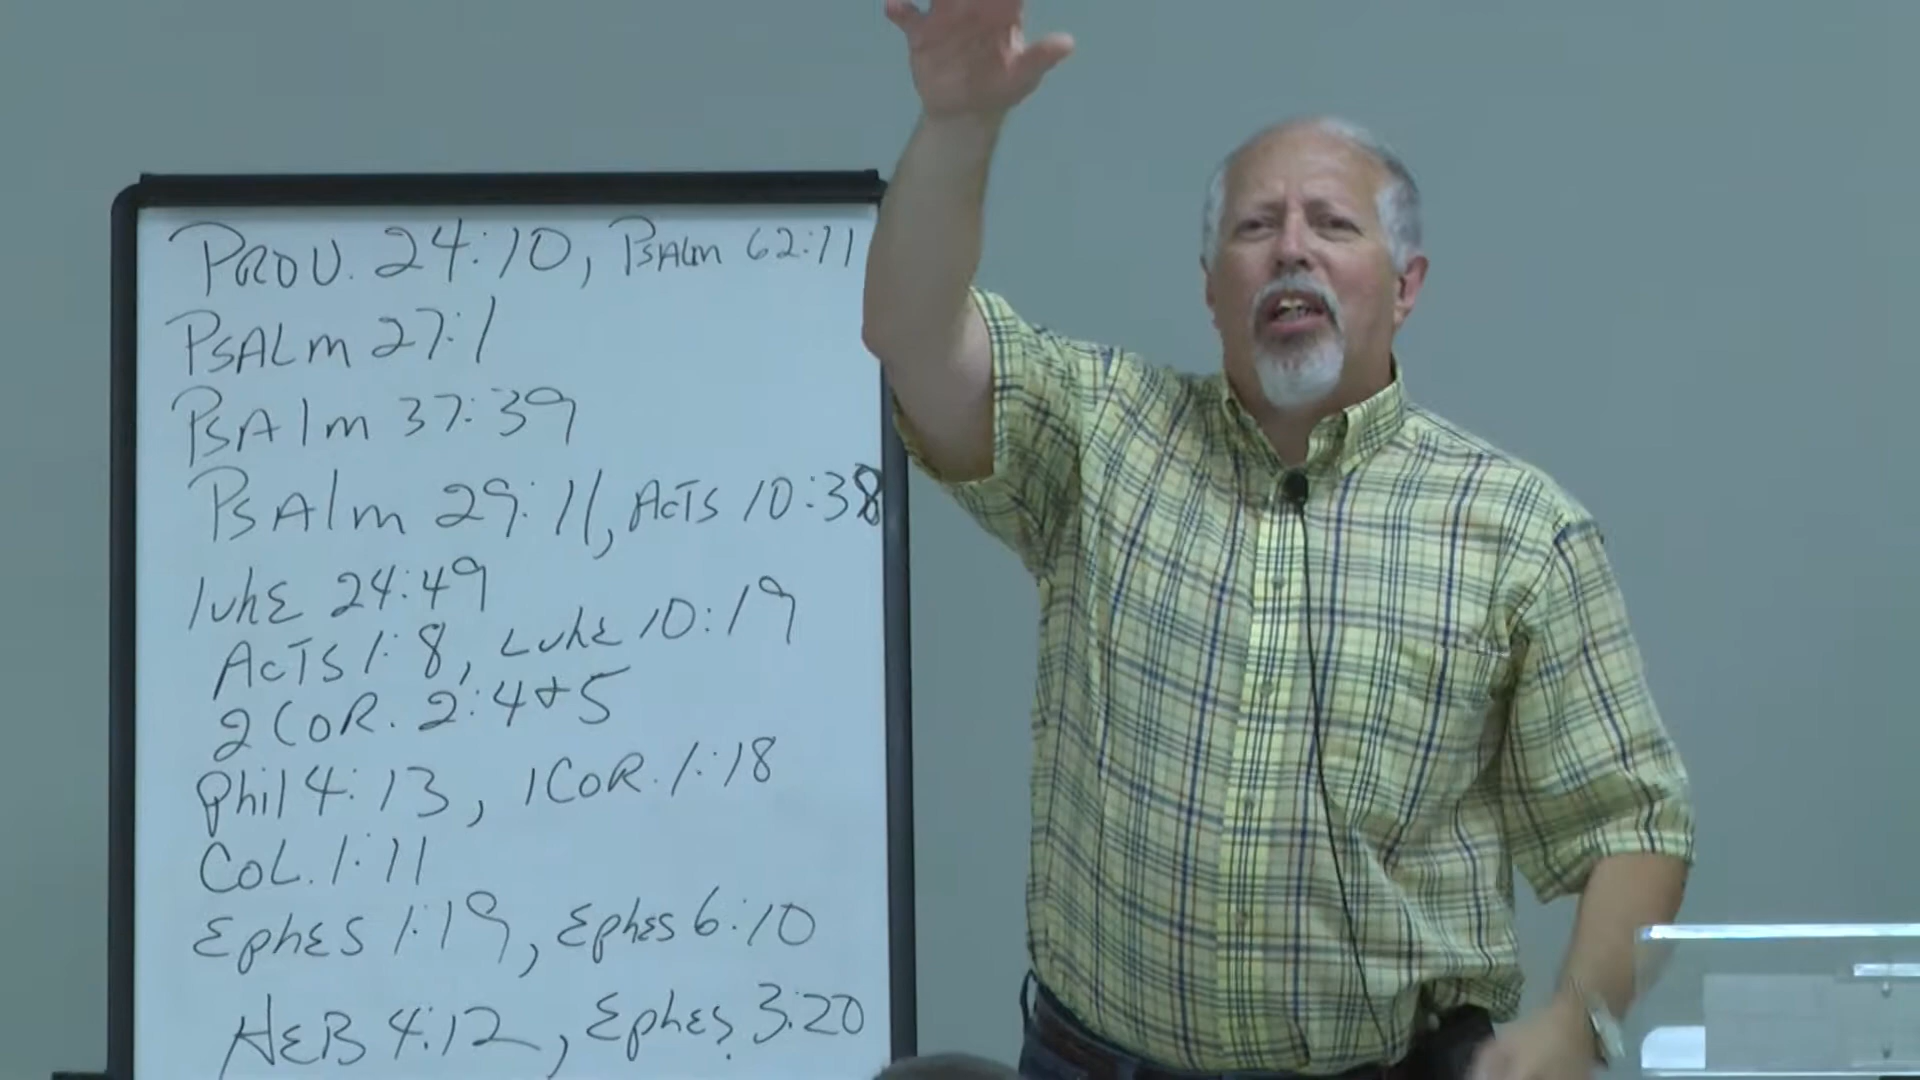 PROV. 24:10, PSALM 62:11
PSALM 27:1
PSAlm 37:39
PSAlm 29:11, ACTS 10:38
lukE 24:49
ACTS 1:8, LukE 10:19
2 COR. 2:4+5
Phil 4:13, 1 COR. 1:18
COL. 1:11
EphES 1:19, Ephes 6:10
HEB 4:12, Ephes. 3:20